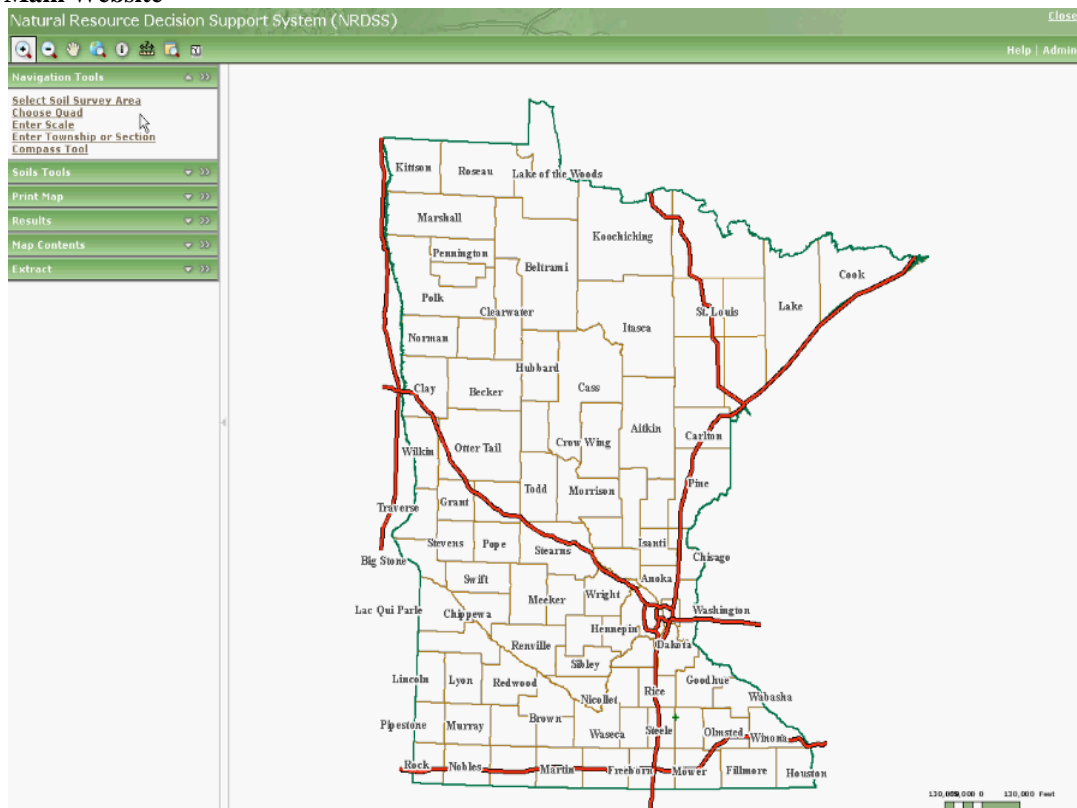 Main Website
Natural Resource Decision Support System (NRDSS)
Close
Help | Admin
Navigation Tools
Select Soil Survey Area
Choose Quad
Enter Scale
Enter Township or Section
Compass Tool
Soils Tools
Print Map
Results
Map Contents
Extract
Kittson
Roseau
Lake of the Woods
Marshall
Koochiching
Pennington
Beltrami
Cook
Polk
Lake
Clearwater
St. Louis
Itasca
Norman
Hubbard
Clay
Becker
Cass
Aitkin
Carlton
Wilkin
Otter Tail
Crow Wing
Pine
Todd
Morrison
Grant
Traverse
Stevens
Pope
Stearns
Isanti
Chisago
Big Stone
Swift
Anoka
Meeker
Wright
Lac Qui Parle
Chippewa
Washington
Hennepin
Renville
Dakota
Sibley
Lincoln
Lyon
Redwood
Goodhue
Rice
Nicollet
Wabasha
Pipestone
Murray
Brown
Waseca
Steele
Olmsted
Winona
Rock
Nobles
Martin
Freeborn
Mower
Fillmore
Houston
0 130,000 Feet